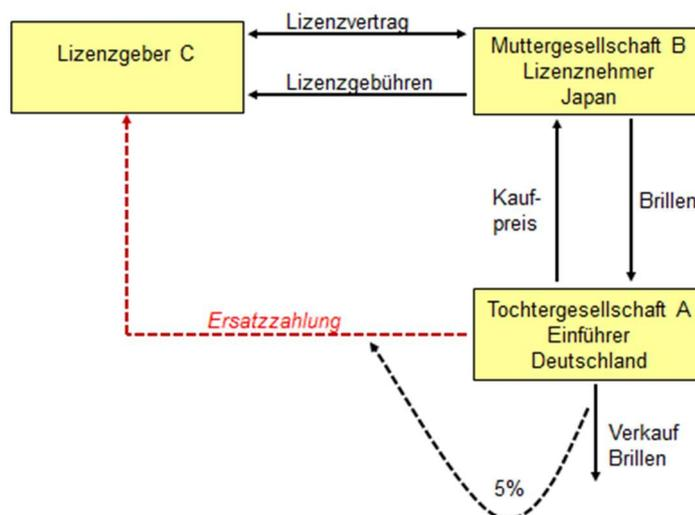 Lizenzgeber C
Lizenzvertrag
Lizenzgebühren
Muttergesellschaft B
Lizenznehmer
Japan
Kauf-
preis
Brillen
Ersatzzahlung
Tochtergesellschaft A
Einführer
Deutschland
Verkauf
Brillen
5%